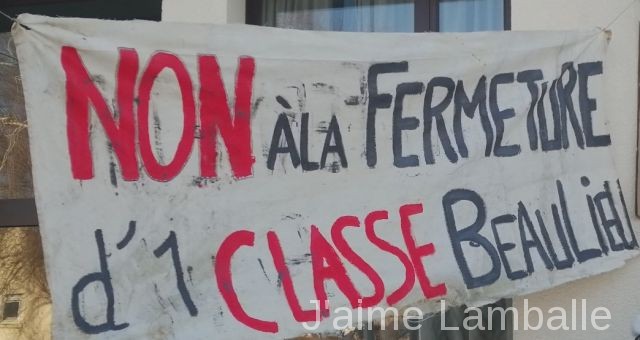 NON À LA FERMETURE
d'1 CLASSE BEAULIEU
J'aime Lamballe